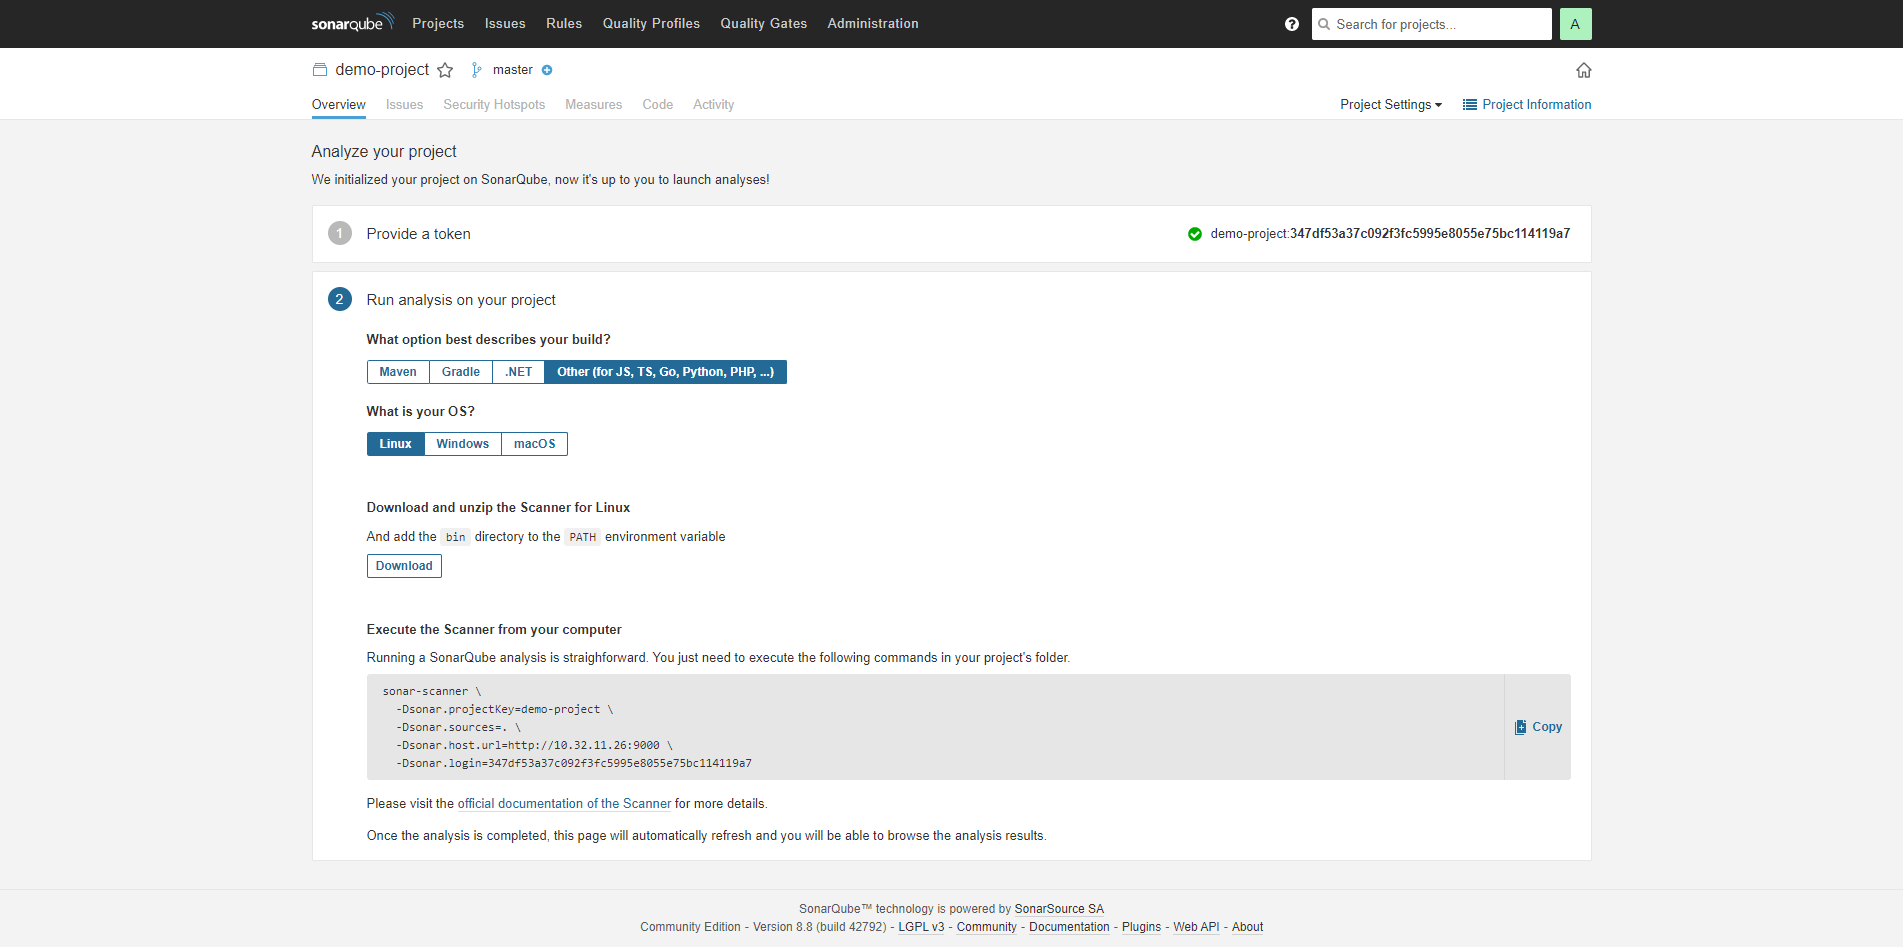 sonarqube Projects Issues Rules Quality Profiles Quality Gates Administration ? Search for projects... A
demo-project master
Overview Issues Security Hotspots Measures Code Activity Project Settings Project Information
Analyze your project
We initialized your project on SonarQube, now it's up to you to launch analyses!
1 Provide a token demo-project:347df53a37c092f3fc5995e8055e75bc114119a7
2 Run analysis on your project
What option best describes your build?
Maven Gradle .NET Other (for JS, TS, Go, Python, PHP, ...)
What is your OS?
Linux Windows macOS
Download and unzip the Scanner for Linux
And add the bin directory to the PATH environment variable
Download
Execute the Scanner from your computer
Running a SonarQube analysis is straighforward. You just need to execute the following commands in your project's folder.
sonar-scanner \
-Dsonar.projectKey=demo-project \
-Dsonar.sources=. \
-Dsonar.host.url=http://10.32.11.26:9000 \
-Dsonar.login=347df53a37c092f3fc5995e8055e75bc114119a7
Copy
Please visit the official documentation of the Scanner for more details.
Once the analysis is completed, this page will automatically refresh and you will be able to browse the analysis results.
SonarQube™ technology is powered by SonarSource SA
Community Edition - Version 8.8 (build 42792) - LGPL v3 - Community - Documentation - Plugins - Web API - About